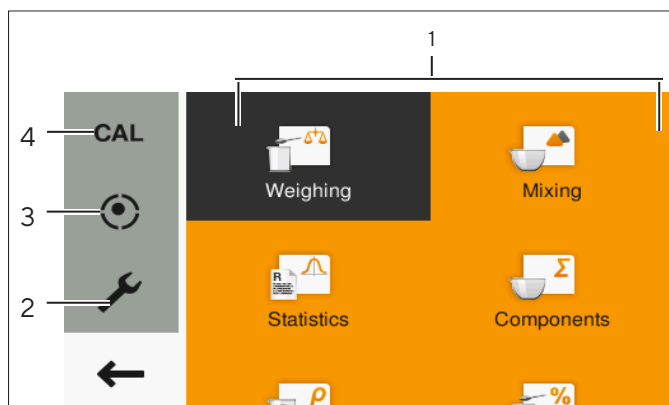 1
4 CAL
Weighing Mixing
3
R Σ
2
Statistics Components
ρ %